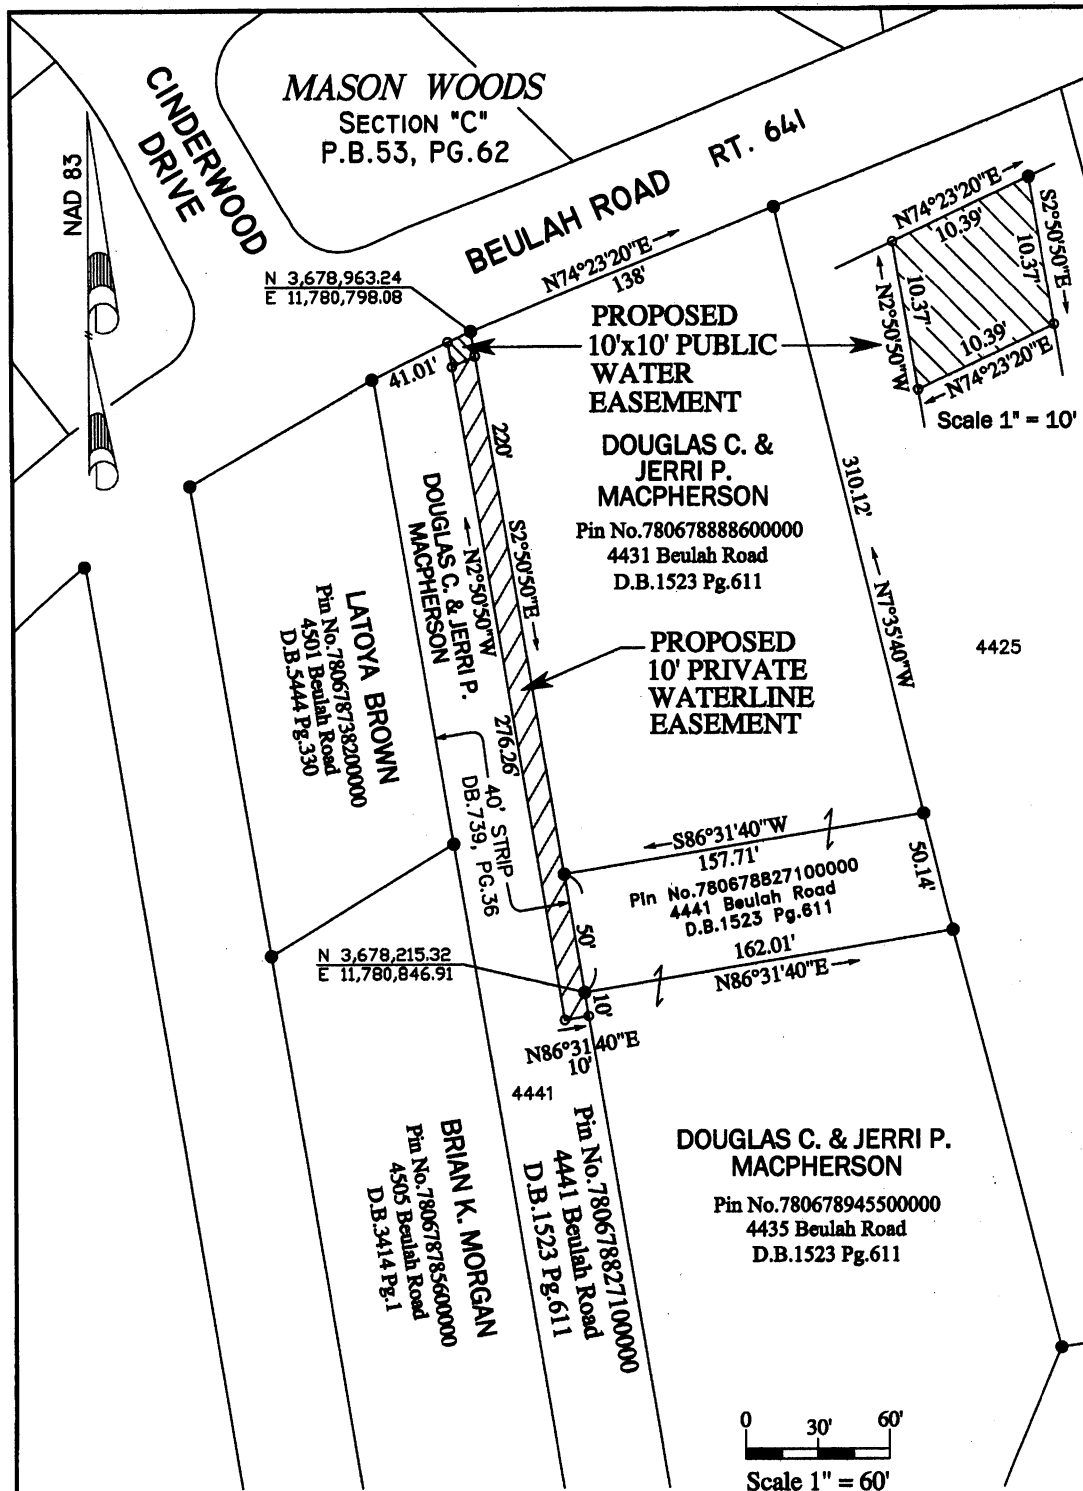 MASON WOODS
SECTION "C"
P.B.53, PG.62
CINDERWOOD
DRIVE
NAD 83
BEULAH ROAD RT. 641
N74°23'20"E
138'
N 3,678,963.24
E 11,780,798.08
41.01'
PROPOSED
10'x10' PUBLIC
WATER
EASEMENT
N74°23'20"E
10.39'
S2°50'50"E
10.37'
N2°50'50"W
10.37'
10.39'
N74°23'20"E
Scale 1" = 10'
DOUGLAS C. &
JERRI P.
MACPHERSON
Pin No.780678888600000
4431 Beulah Road
D.B.1523 Pg.611
220'
S2°50'50"E
N2°50'50"W
276.26'
DOUGLAS C. & JERRI P.
MACPHERSON
310.12'
N7°35'40"W
4425
LATOYA BROWN
Pin No.780678738200000
4501 Beulah Road
D.B.5444 Pg.330
PROPOSED
10' PRIVATE
WATERLINE
EASEMENT
40' STRIP
DB.739, PG.36
S86°31'40"W
157.71'
Pin No.780678827100000
4441 Beulah Road
D.B.1523 Pg.611
50.14'
50'
162.01'
N86°31'40"E
N 3,678,215.32
E 11,780,846.91
10'
N86°31'40"E
10'
4441
BRIAN K. MORGAN
Pin No.780678785600000
4505 Beulah Road
D.B.3414 Pg.1
Pin No.780678827100000
4441 Beulah Road
D.B.1523 Pg.611
DOUGLAS C. & JERRI P.
MACPHERSON
Pin No.780678945500000
4435 Beulah Road
D.B.1523 Pg.611
0 30' 60'
Scale 1" = 60'